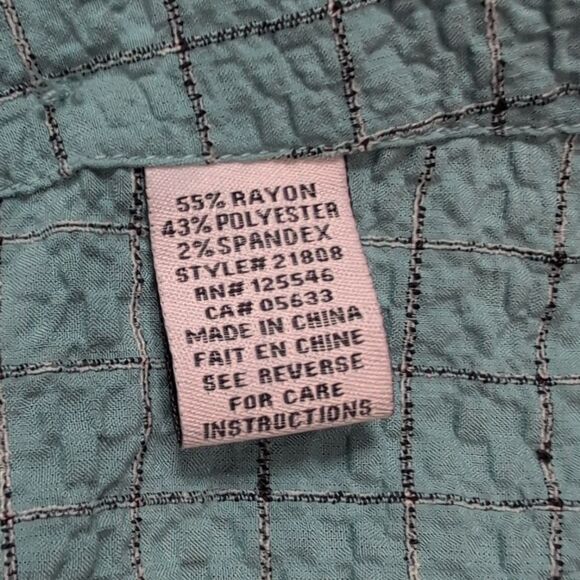 55% RAYON
43% POLYESTER
2% SPANDEX
STYLE# 21808
RN# 125546
CA# 05633
MADE IN CHINA
FAIT EN CHINE
SEE REVERSE
FOR CARE
INSTRUCTIONS